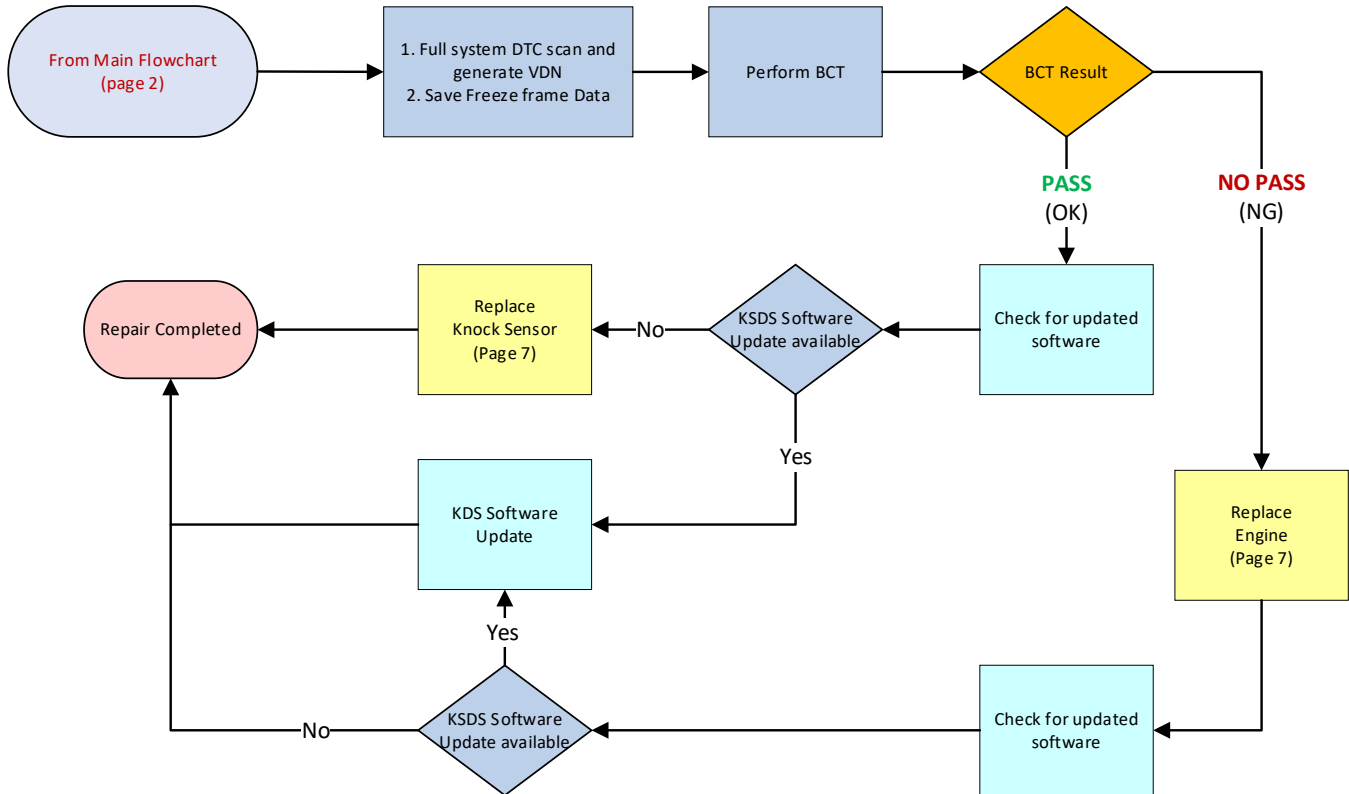 From Main Flowchart
(page 2)
1. Full system DTC scan and
generate VDN
2. Save Freeze frame Data
Perform BCT
BCT Result
PASS
(OK)
NO PASS
(NG)
Repair Completed
Replace
Knock Sensor
(Page 7)
No
KSDS Software
Update available
Check for updated
software
Yes
KDS Software
Update
Replace
Engine
(Page 7)
Yes
No
KSDS Software
Update available
Check for updated
software